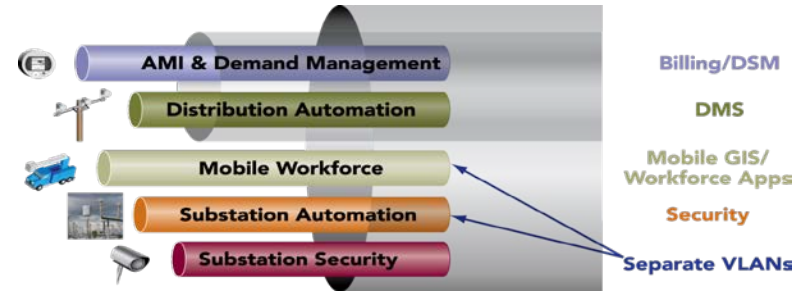 AMI & Demand Management
Billing/DSM
Distribution Automation
DMS
Mobile Workforce
Mobile GIS/
Workforce Apps
Substation Automation
Security
Substation Security
Separate VLANs